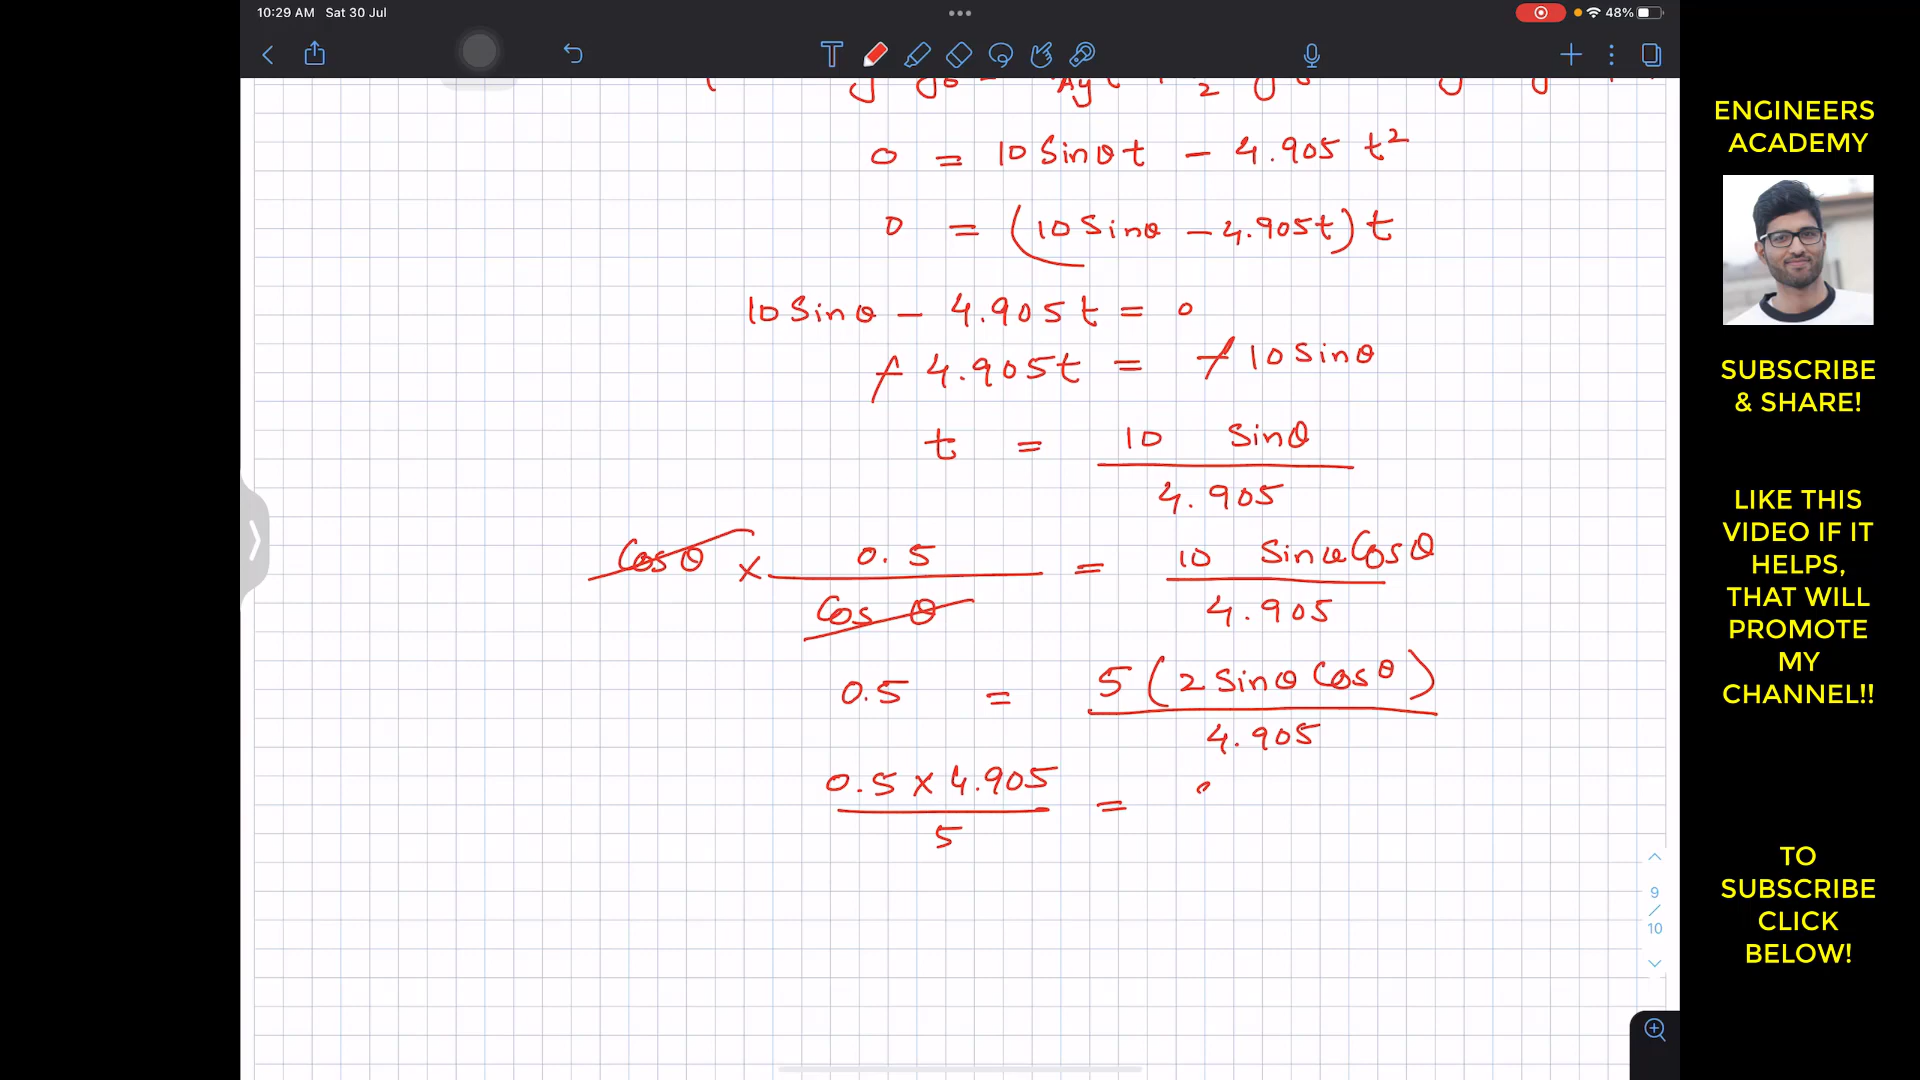 10:29 AM Sat 30 Jul
48%
0 = 10 Sinθ t - 4.905 t²
0 = (10 Sinθ - 4.905t) t
10 Sinθ - 4.905t = 0
- 4.905t = - 10 Sinθ
t = 10 Sinθ / 4.905
Cosθ × 0.5 / Cos θ = 10 Sinθ Cosθ / 4.905
0.5 = 5 (2 Sinθ Cosθ) / 4.905
0.5 × 4.905 / 5 =
9
/
10
ENGINEERS
ACADEMY
SUBSCRIBE
& SHARE!
LIKE THIS
VIDEO IF IT
HELPS,
THAT WILL
PROMOTE
MY
CHANNEL!!
TO
SUBSCRIBE
CLICK
BELOW!